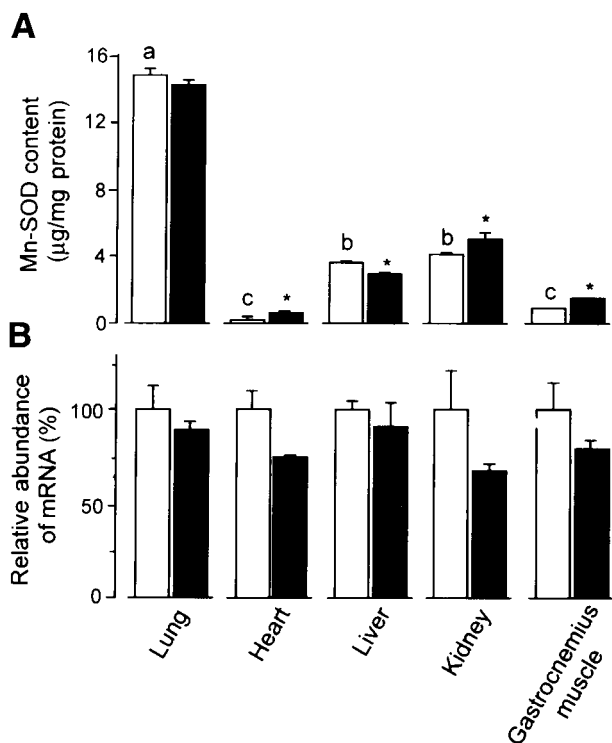 A
Mn-SOD content
(µg/mg protein)
16
12
8
4
0
a
c
*
b
*
b
*
c
*
B
Relative abundance
of mRNA (%)
100
50
0
Lung
Heart
Liver
Kidney
Gastrocnemius
muscle